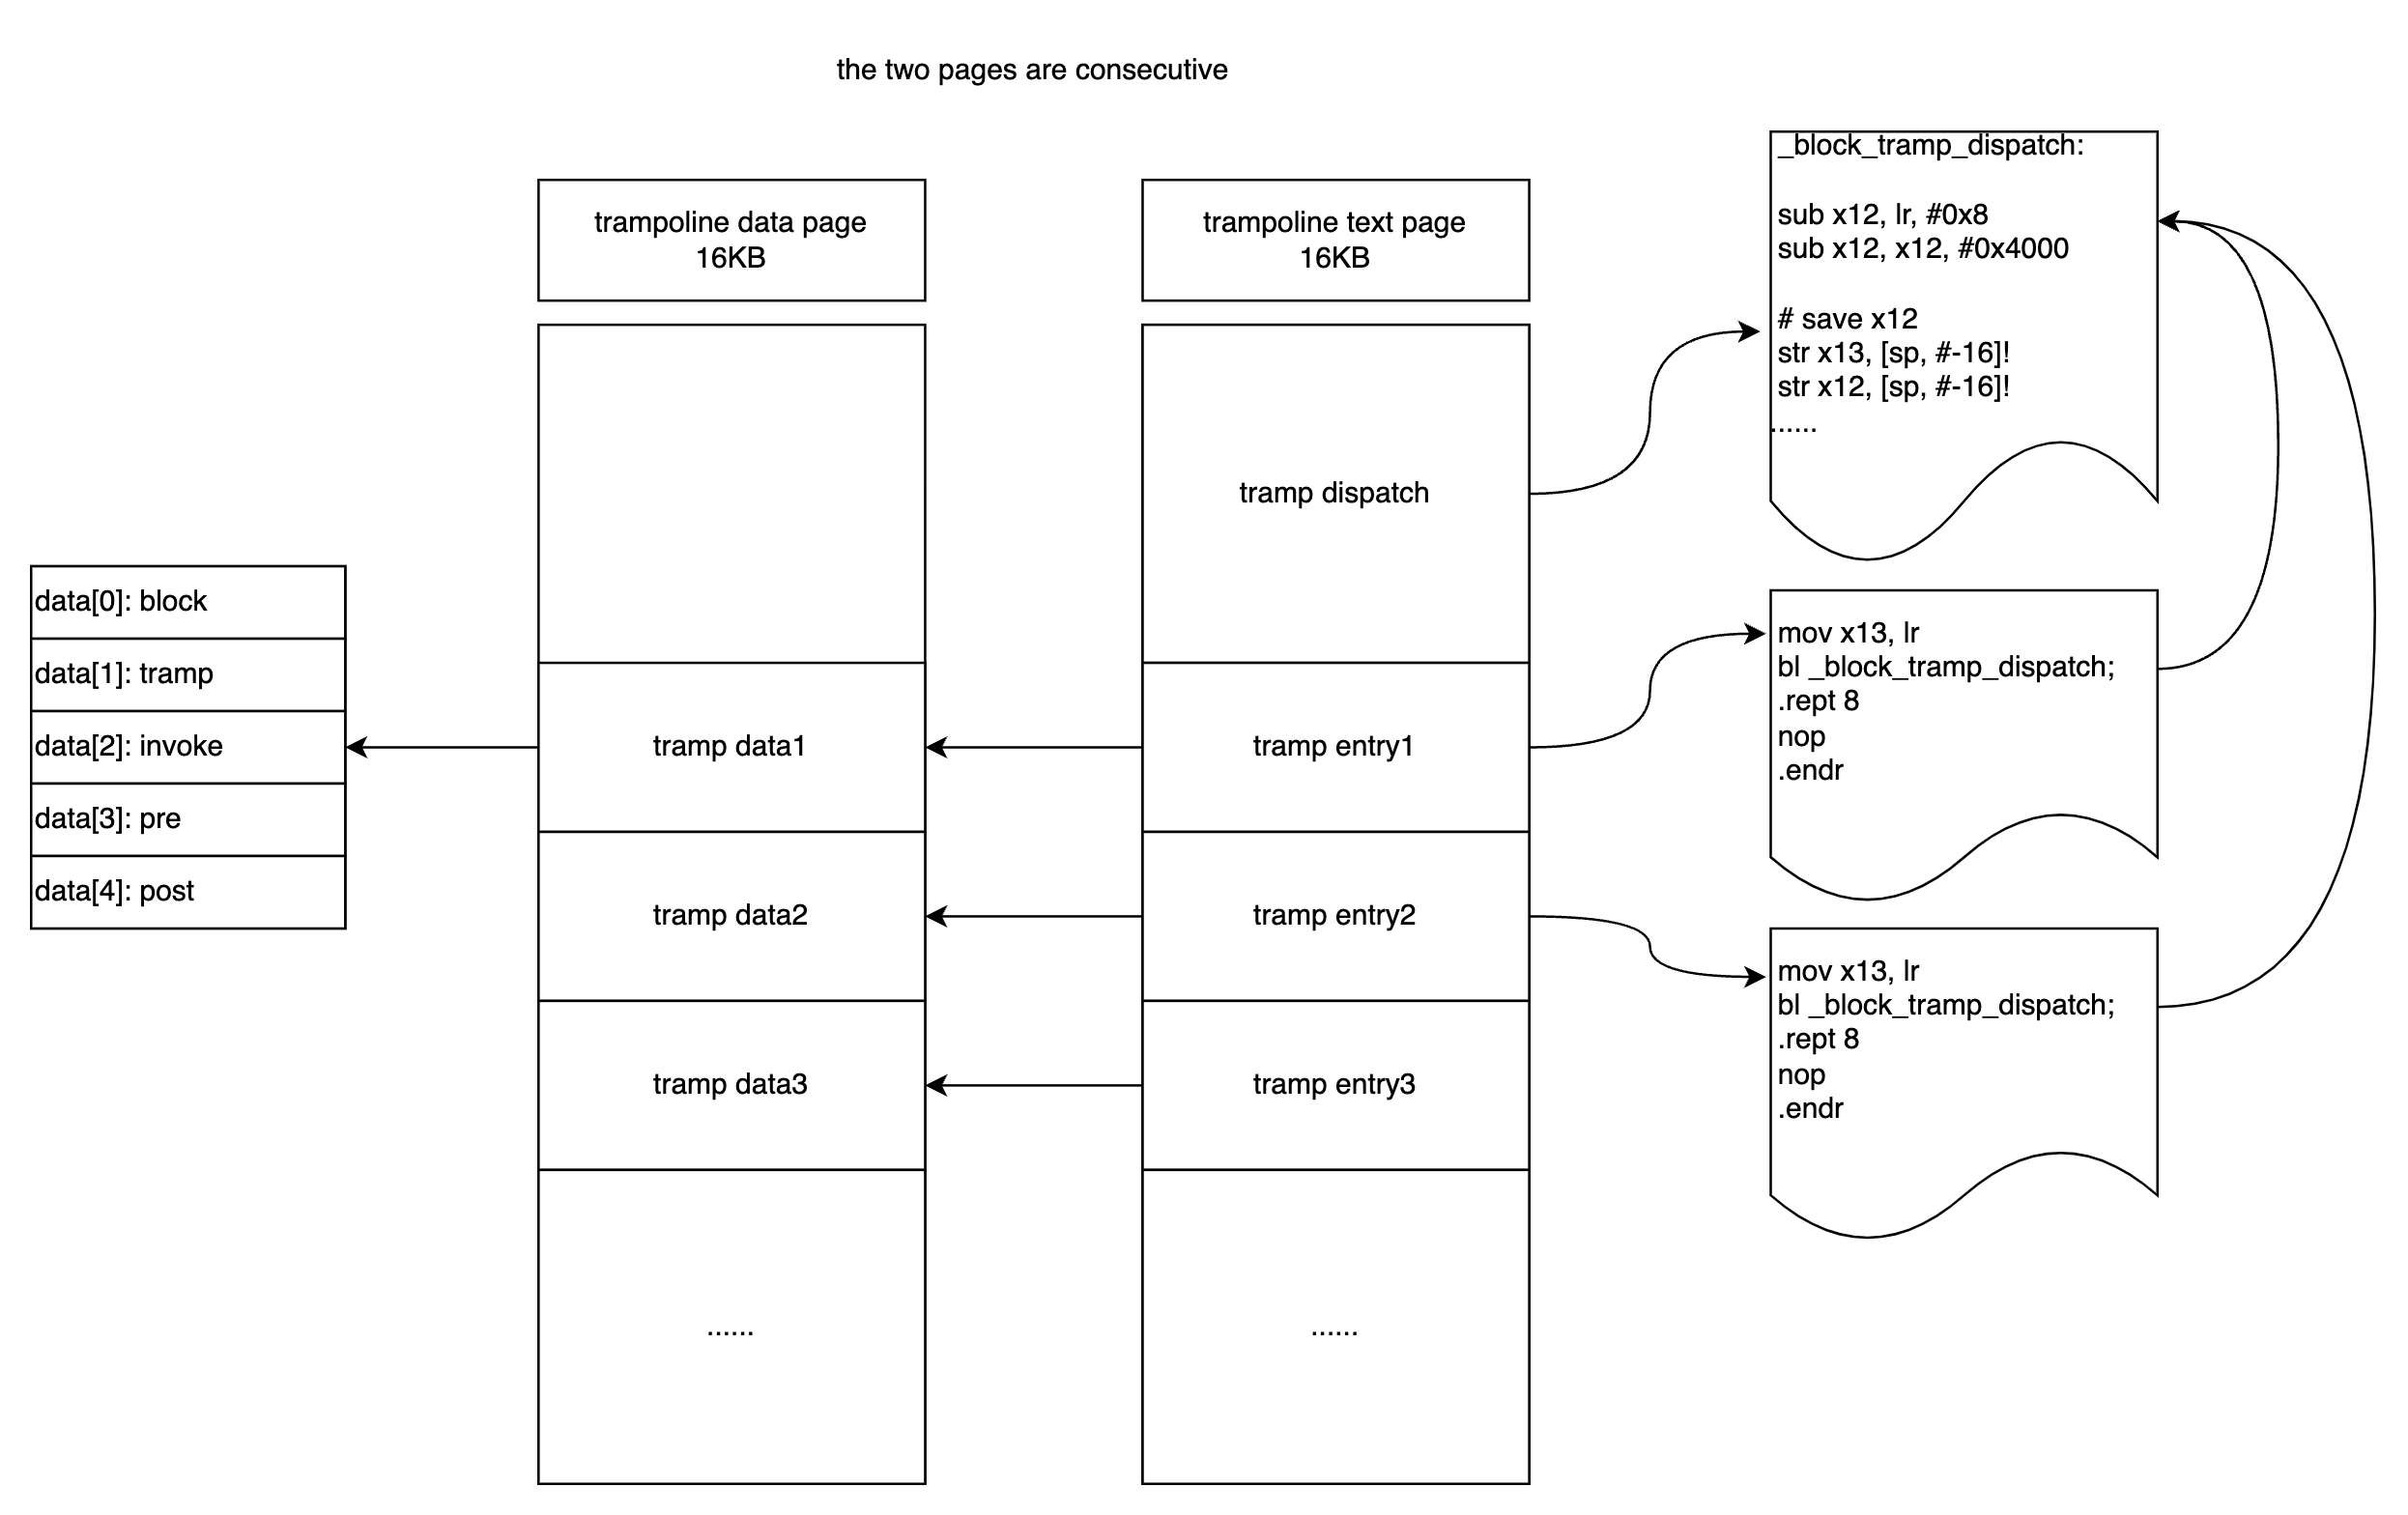 the two pages are consecutive
trampoline data page
16KB
trampoline text page
16KB
_block_tramp_dispatch:
sub x12, lr, #0x8
sub x12, x12, #0x4000
# save x12
str x13, [sp, #-16]!
str x12, [sp, #-16]!
......
tramp dispatch
data[0]: block
data[1]: tramp
data[2]: invoke
data[3]: pre
data[4]: post
tramp data1
tramp entry1
mov x13, lr
bl _block_tramp_dispatch;
.rept 8
nop
.endr
tramp data2
tramp entry2
mov x13, lr
bl _block_tramp_dispatch;
.rept 8
nop
.endr
tramp data3
tramp entry3
......
......